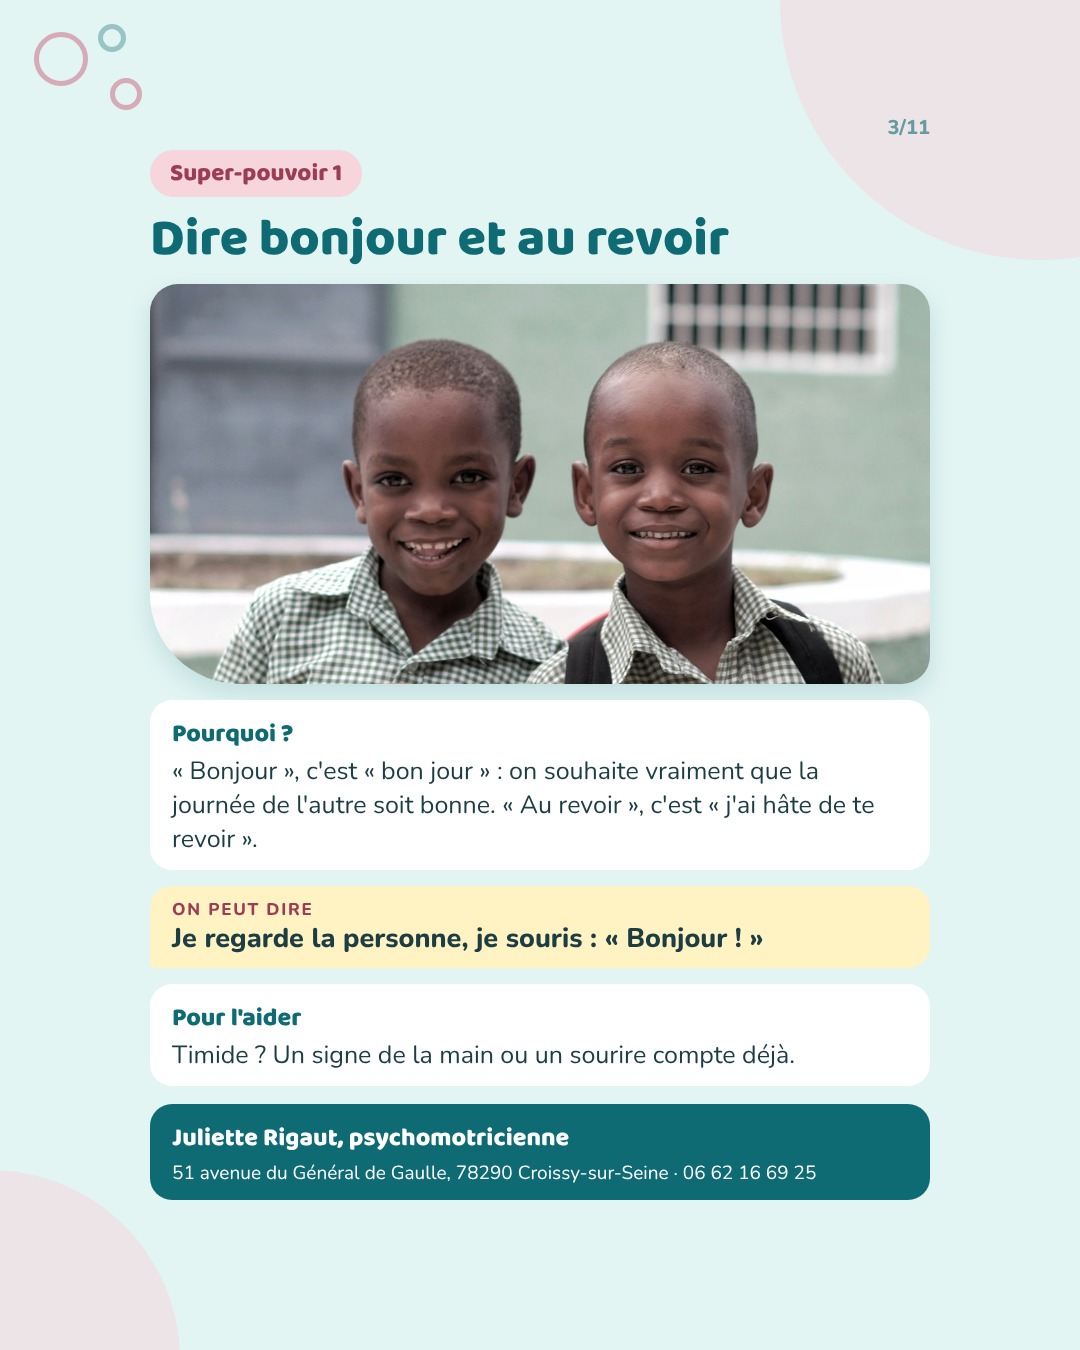 3/11
Super-pouvoir 1
Dire bonjour et au revoir
Pourquoi ?
« Bonjour », c'est « bon jour » : on souhaite vraiment que la
journée de l'autre soit bonne. « Au revoir », c'est « j'ai hâte de te
revoir ».
ON PEUT DIRE
Je regarde la personne, je souris : « Bonjour ! »
Pour l'aider
Timide ? Un signe de la main ou un sourire compte déjà.
Juliette Rigaut, psychomotricienne
51 avenue du Général de Gaulle, 78290 Croissy-sur-Seine · 06 62 16 69 25